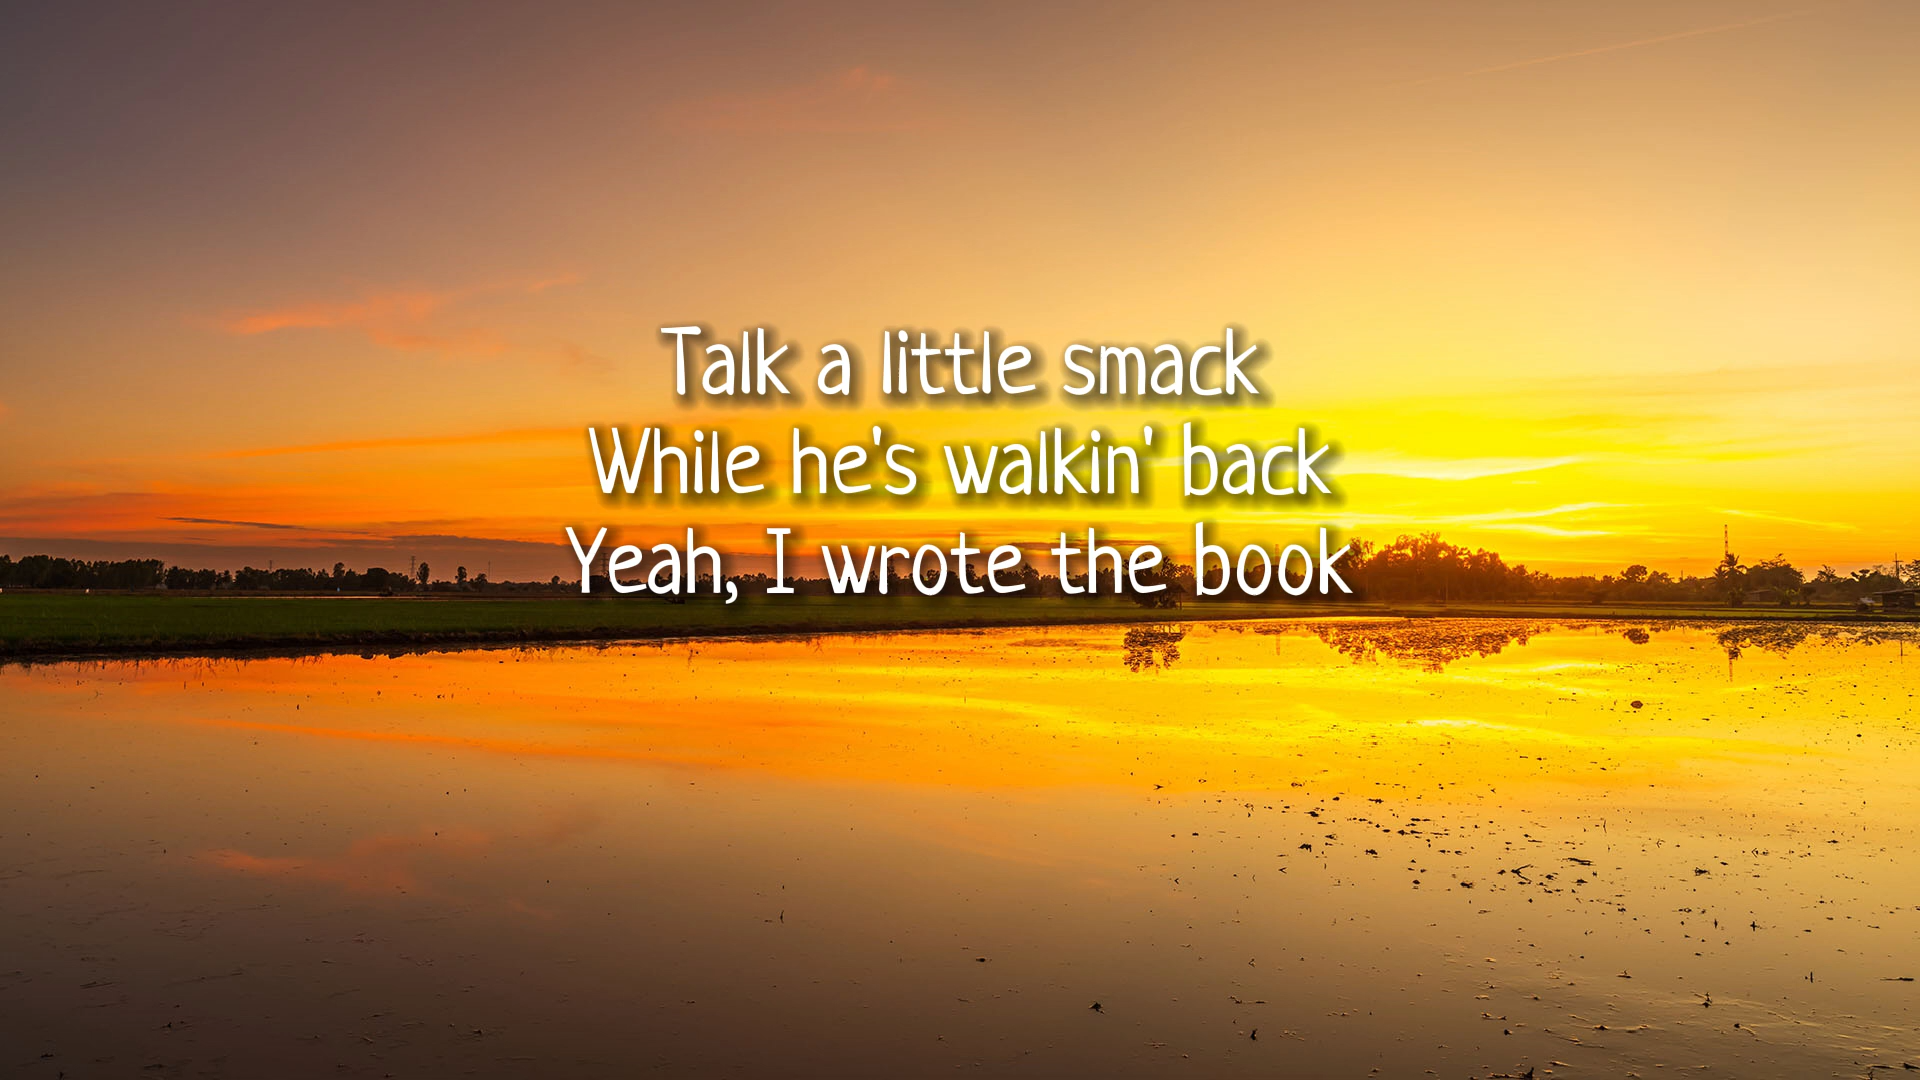 Talk a little smack
While he's walkin' back
Yeah, I wrote the book